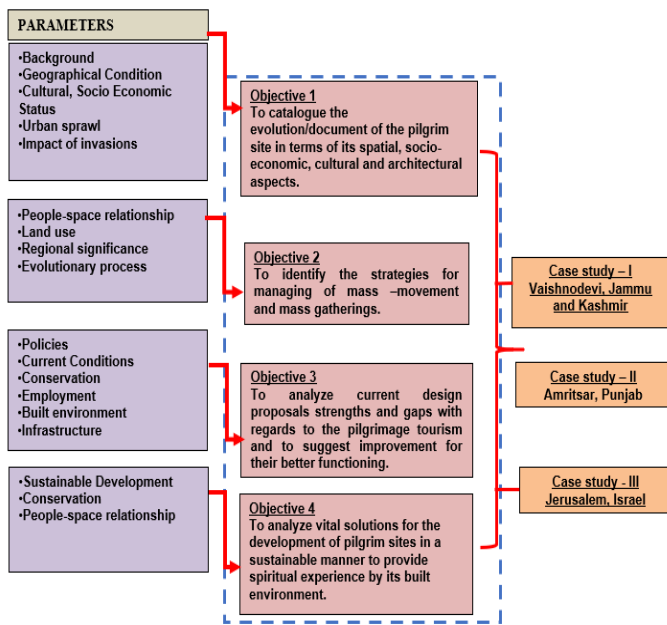 PARAMETERS
•Background
•Geographical Condition
•Cultural, Socio Economic
Status
•Urban sprawl
•Impact of invasions
•People-space relationship
•Land use
•Regional significance
•Evolutionary process
•Policies
•Current Conditions
•Conservation
•Employment
•Built environment
•Infrastructure
•Sustainable Development
•Conservation
•People-space relationship
Objective 1
To catalogue the
evolution/document of the pilgrim
site in terms of its spatial, socio-
economic, cultural and architectural
aspects.
Objective 2
To identify the strategies for
managing of mass –movement
and mass gatherings.
Objective 3
To analyze current design
proposals strengths and gaps with
regards to the pilgrimage tourism
and to suggest improvement for
their better functioning.
Objective 4
To analyze vital solutions for the
development of pilgrim sites in a
sustainable manner to provide
spiritual experience by its built
environment.
Case study – I
Vaishnodevi, Jammu
and Kashmir
Case study – II
Amritsar, Punjab
Case study - III
Jerusalem, Israel